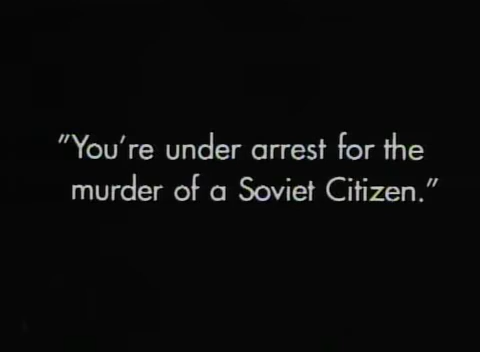 "You're under arrest for the
murder of a Soviet Citizen."